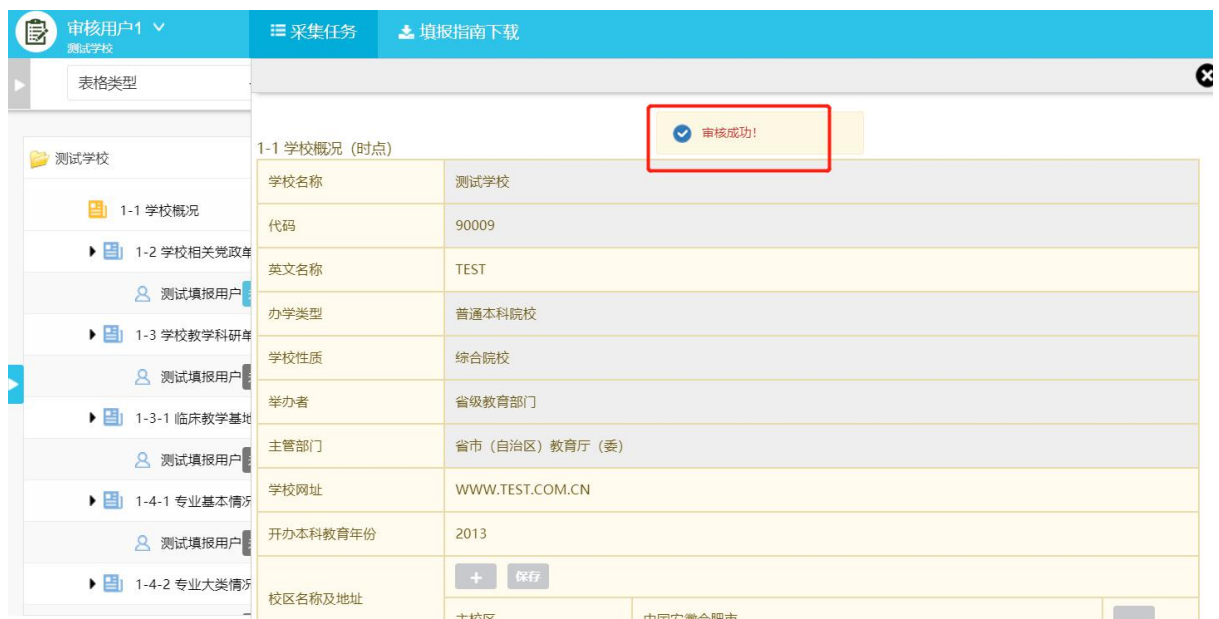 审核用户1
测试学校
采集任务
填报指南下载
表格类型
审核成功!
测试学校
1-1 学校概况
1-2 学校相关党政单
测试填报用户
1-3 学校教学科研单
测试填报用户
1-3-1 临床教学基地
测试填报用户
1-4-1 专业基本情况
测试填报用户
1-4-2 专业大类情况
1-1 学校概况（时点）
学校名称 测试学校
代码 90009
英文名称 TEST
办学类型 普通本科院校
学校性质 综合院校
举办者 省级教育部门
主管部门 省市（自治区）教育厅（委）
学校网址 WWW.TEST.COM.CN
开办本科教育年份 2013
校区名称及地址 + 保存
主校区 中国安徽合肥市